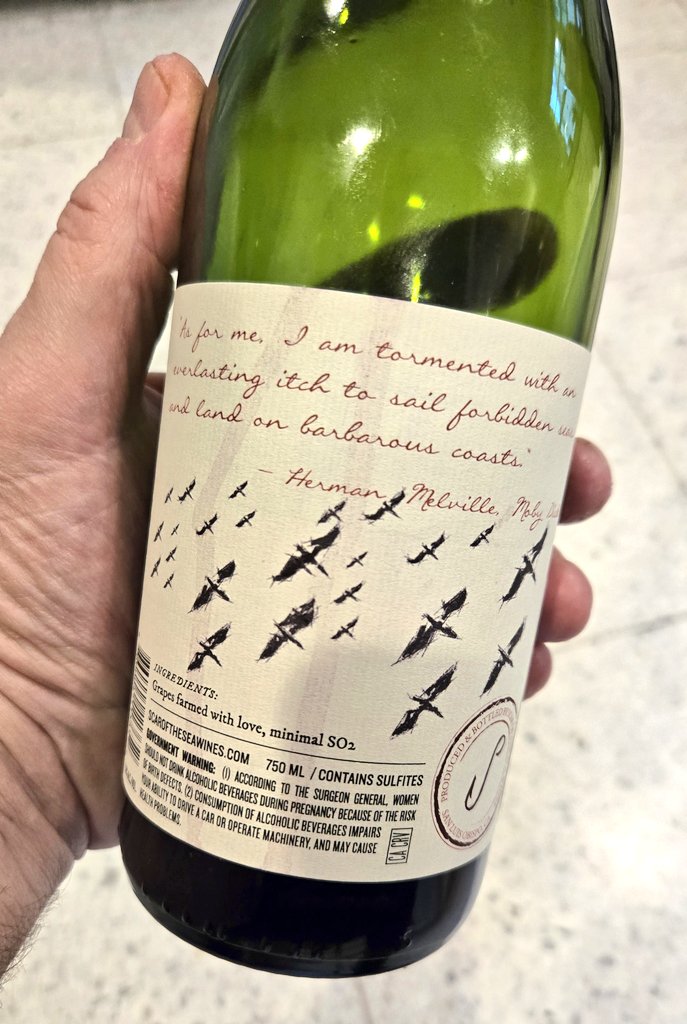 "As for me, I am tormented with an
everlasting itch to sail forbidden seas
and land on barbarous coasts."
– Herman Melville, Moby
INGREDIENTS:
Grapes farmed with love, minimal SO2
SCAROFTHESEAWINES.COM 750 ML / CONTAINS SULFITES
GOVERNMENT WARNING: (1) ACCORDING TO THE SURGEON GENERAL, WOMEN
SHOULD NOT DRINK ALCOHOLIC BEVERAGES DURING PREGNANCY BECAUSE OF THE RISK
OF BIRTH DEFECTS. (2) CONSUMPTION OF ALCOHOLIC BEVERAGES IMPAIRS
YOUR ABILITY TO DRIVE A CAR OR OPERATE MACHINERY, AND MAY CAUSE
HEALTH PROBLEMS.
CA CRV
PRODUCED & BOTTLED BY